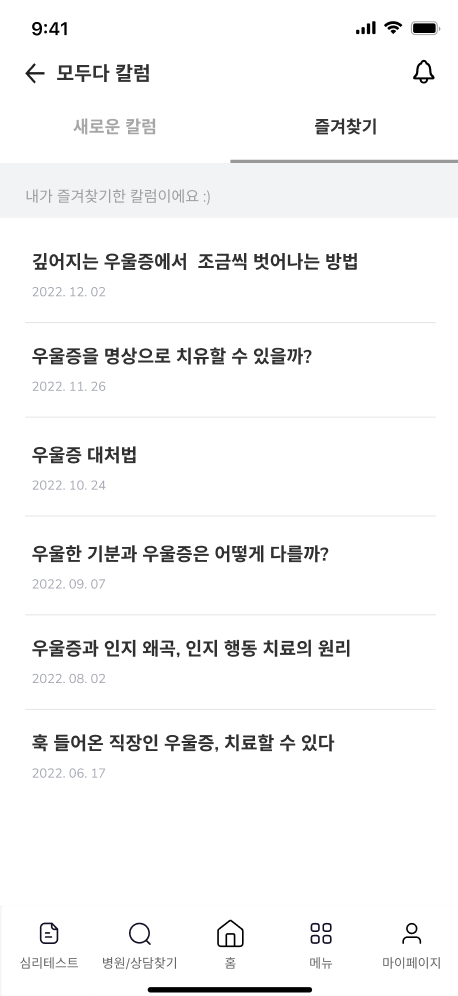 9:41
모두다 칼럼
새로운 칼럼 즐겨찾기
내가 즐겨찾기한 칼럼이에요 :)
깊어지는 우울증에서  조금씩 벗어나는 방법
2022. 12. 02
우울증을 명상으로 치유할 수 있을까?
2022. 11. 26
우울증 대처법
2022. 10. 24
우울한 기분과 우울증은 어떻게 다를까?
2022. 09. 07
우울증과 인지 왜곡, 인지 행동 치료의 원리
2022. 08. 02
훅 들어온 직장인 우울증, 치료할 수 있다
2022. 06. 17
심리테스트 병원/상담찾기 홈 메뉴 마이페이지